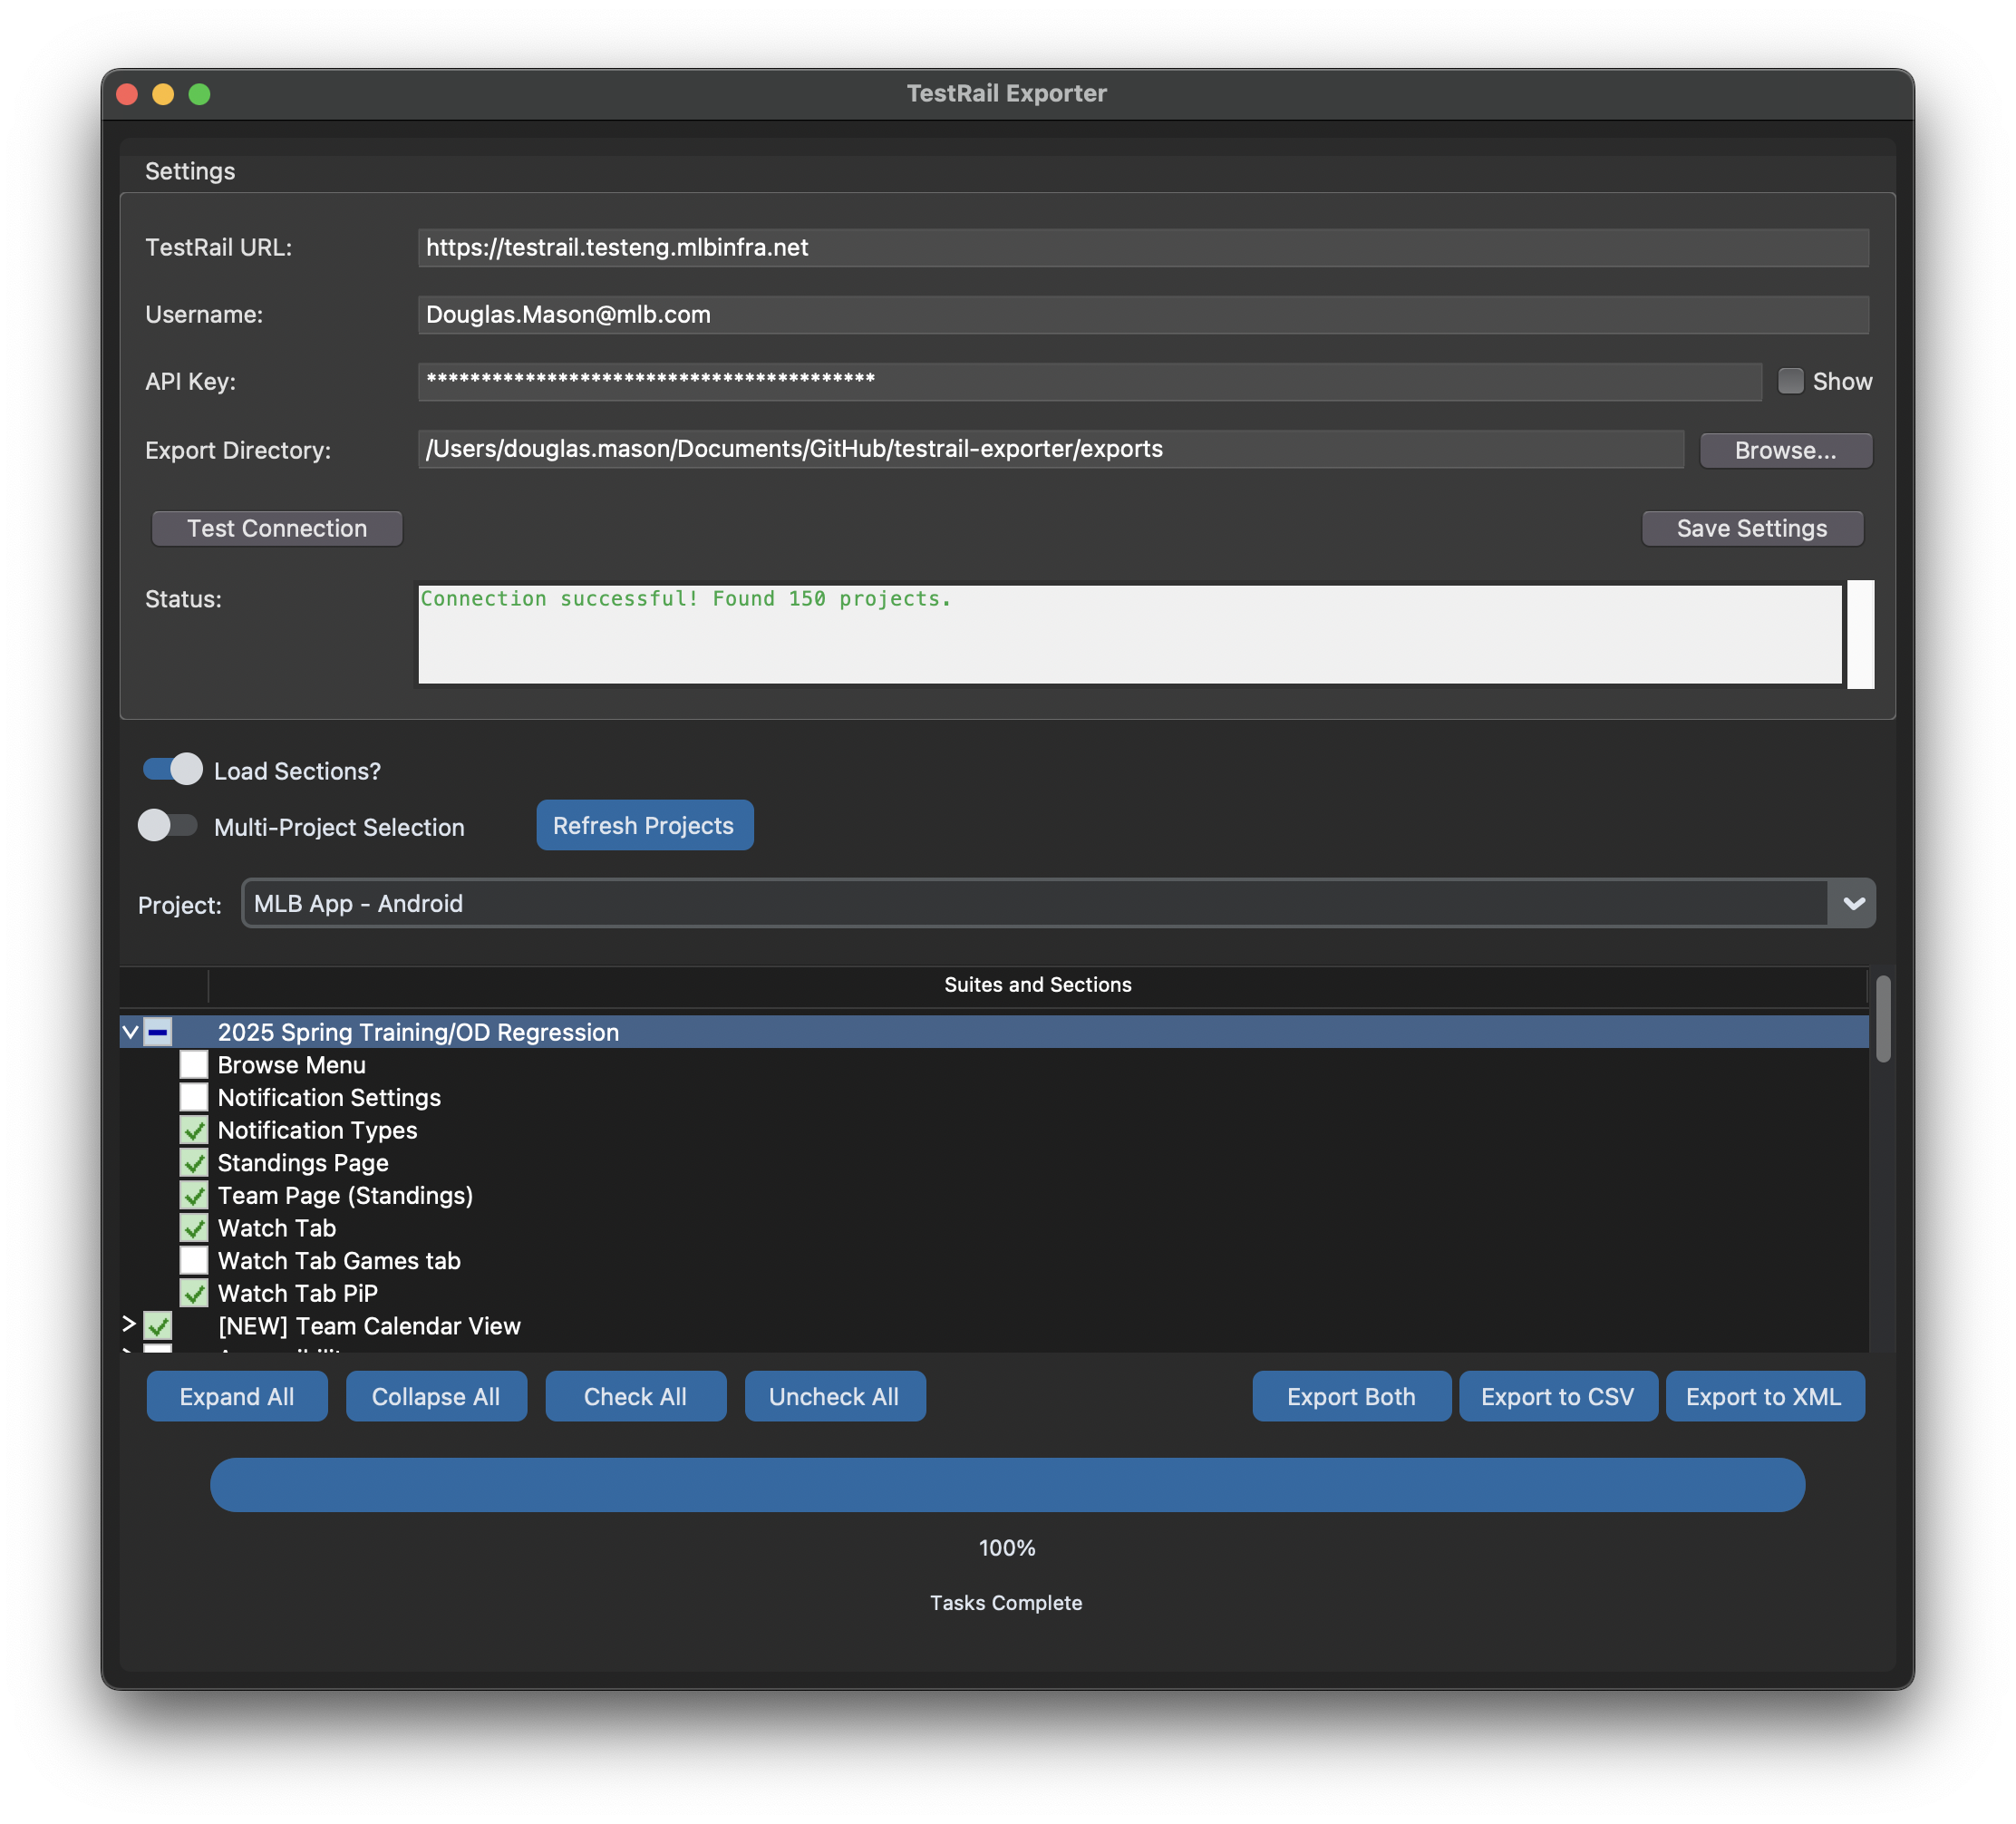 TestRail Exporter
Settings
TestRail URL: https://testrail.testeng.mlbinfra.net
Username: Douglas.Mason@mlb.com
API Key: ***************************************** Show
Export Directory: /Users/douglas.mason/Documents/GitHub/testrail-exporter/exports Browse...
Test Connection Save Settings
Status: Connection successful! Found 150 projects.
Load Sections?
Multi-Project Selection Refresh Projects
Project: MLB App - Android
Suites and Sections
2025 Spring Training/OD Regression
Browse Menu
Notification Settings
Notification Types
Standings Page
Team Page (Standings)
Watch Tab
Watch Tab Games tab
Watch Tab PiP
[NEW] Team Calendar View
Expand All Collapse All Check All Uncheck All Export Both Export to CSV Export to XML
100%
Tasks Complete